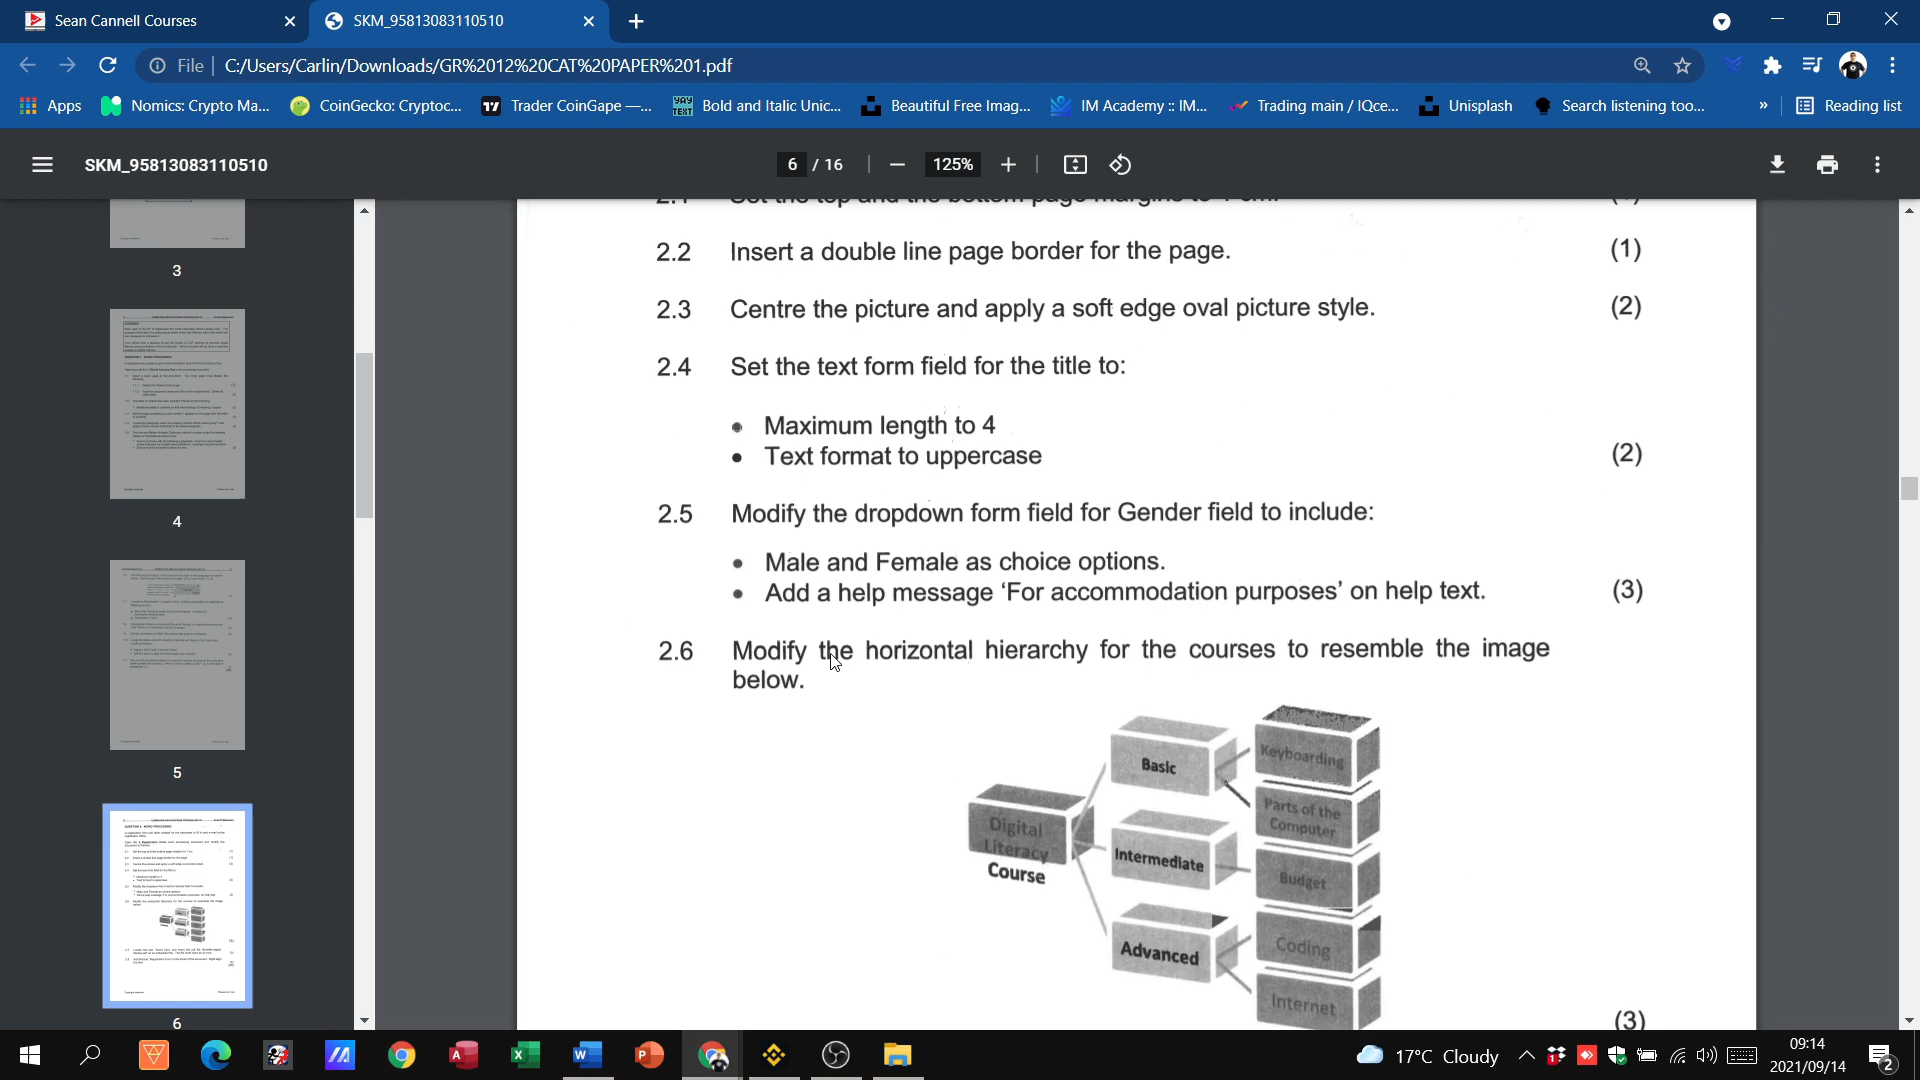 Sean Cannell Courses
SKM_95813083110510
File
C:/Users/Carlin/Downloads/GR%2012%20CAT%20PAPER%201.pdf
Apps
Nomics: Crypto Ma...
CoinGecko: Cryptoc...
Trader CoinGape —...
YAY TEXT
Bold and Italic Unic...
Beautiful Free Imag...
IM Academy :: IM...
Trading main / IQce...
Unsplash
Search listening too...
»
Reading list
SKM_95813083110510
6 / 16
125%
3
4
5
6
2.2 Insert a double line page border for the page. (1)
2.3 Centre the picture and apply a soft edge oval picture style. (2)
2.4 Set the text form field for the title to:
• Maximum length to 4
• Text format to uppercase (2)
2.5 Modify the dropdown form field for Gender field to include:
• Male and Female as choice options.
• Add a help message ‘For accommodation purposes’ on help text. (3)
2.6 Modify the horizontal hierarchy for the courses to resemble the image
below.
Digital
Literacy
Course
Basic
Intermediate
Advanced
Keyboarding
Parts of the
Computer
Budget
Coding
Internet
(3)
17°C Cloudy
09:14
2021/09/14
2